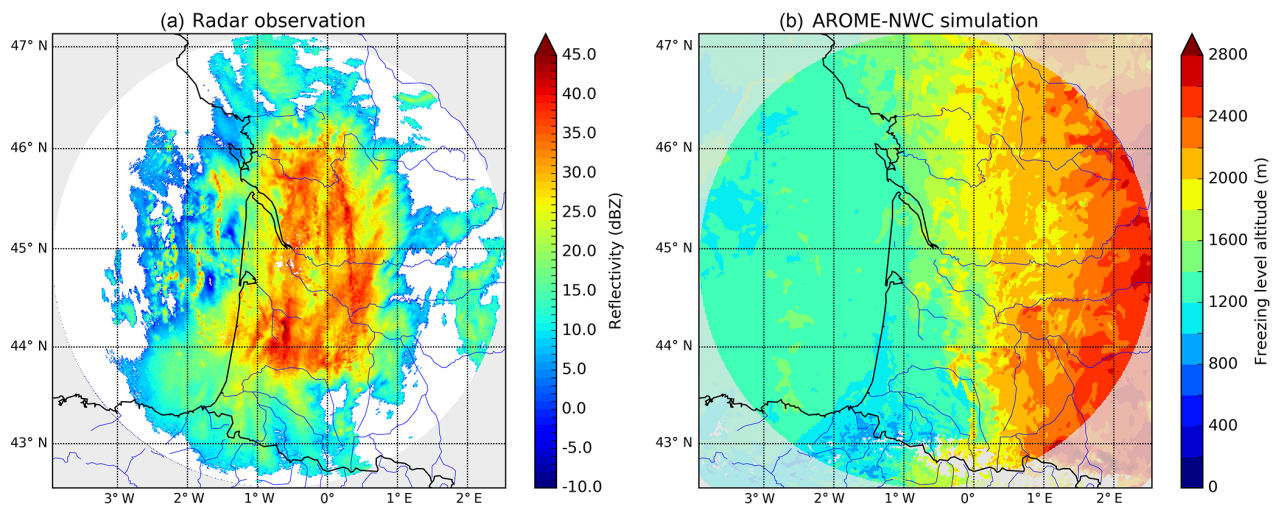 (a) Radar observation
(b) AROME-NWC simulation
47° N
46° N
45° N
44° N
43° N
3° W
2° W
1° W
0°
1° E
2° E
45.0
40.0
35.0
30.0
25.0
20.0
15.0
10.0
5.0
0.0
-5.0
-10.0
Reflectivity (dBZ)
47° N
46° N
45° N
44° N
43° N
3° W
2° W
1° W
0°
1° E
2° E
2800
2400
2000
1600
1200
800
400
0
Freezing level altitude (m)